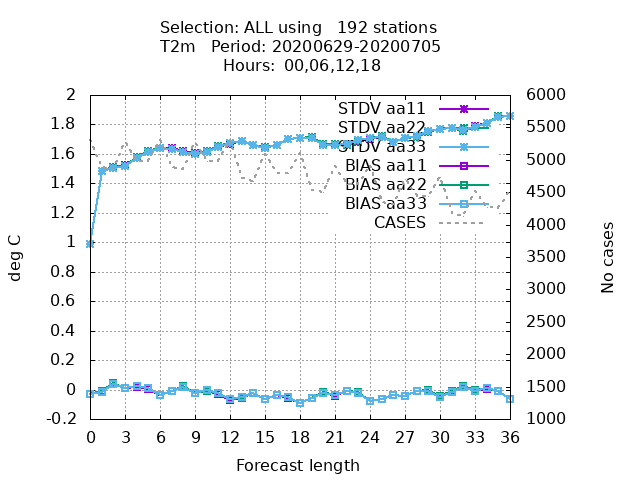 Selection: ALL using   192 stations
T2m   Period: 20200629-20200705
Hours:  00,06,12,18
STDV aa11
STDV aa22
STDV aa33
BIAS aa11
BIAS aa22
BIAS aa33
CASES
2
1.8
1.6
1.4
1.2
1
0.8
0.6
0.4
0.2
0
-0.2
deg C
6000
5500
5000
4500
4000
3500
3000
2500
2000
1500
1000
No cases
0 3 6 9 12 15 18 21 24 27 30 33 36
Forecast length